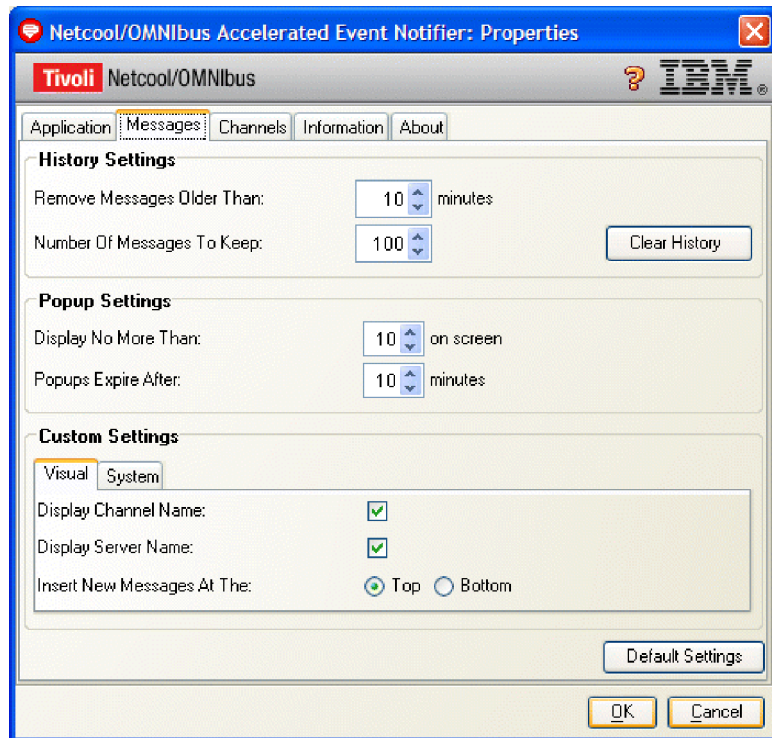 Netcool/OMNIbus Accelerated Event Notifier: Properties
Tivoli Netcool/OMNIbus ? IBM®
Application Messages Channels Information About
History Settings
Remove Messages Older Than: 10 minutes
Number Of Messages To Keep: 100 Clear History
Popup Settings
Display No More Than: 10 on screen
Popups Expire After: 10 minutes
Custom Settings
Visual System
Display Channel Name:
Display Server Name:
Insert New Messages At The: Top Bottom
Default Settings
OK Cancel